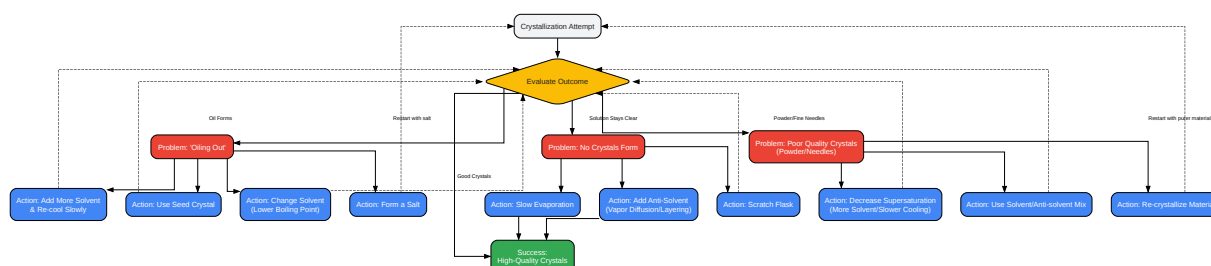 Crystallization Attempt
Evaluate Outcome
Oil Forms
Restart with salt
Solution Stays Clear
Powder/Fine Needles
Restart with purer material
Problem: 'Oiling Out'
Problem: No Crystals Form
Problem: Poor Quality Crystals
(Powder/Needles)
Good Crystals
Action: Add More Solvent
& Re-cool Slowly
Action: Use Seed Crystal
Action: Change Solvent
(Lower Boiling Point)
Action: Form a Salt
Action: Slow Evaporation
Action: Add Anti-Solvent
(Vapor Diffusion/Layering)
Action: Scratch Flask
Action: Decrease Supersaturation
(More Solvent/Slower Cooling)
Action: Use Solvent/Anti-solvent Mix
Action: Re-crystallize Materia
Success:
High-Quality Crystals